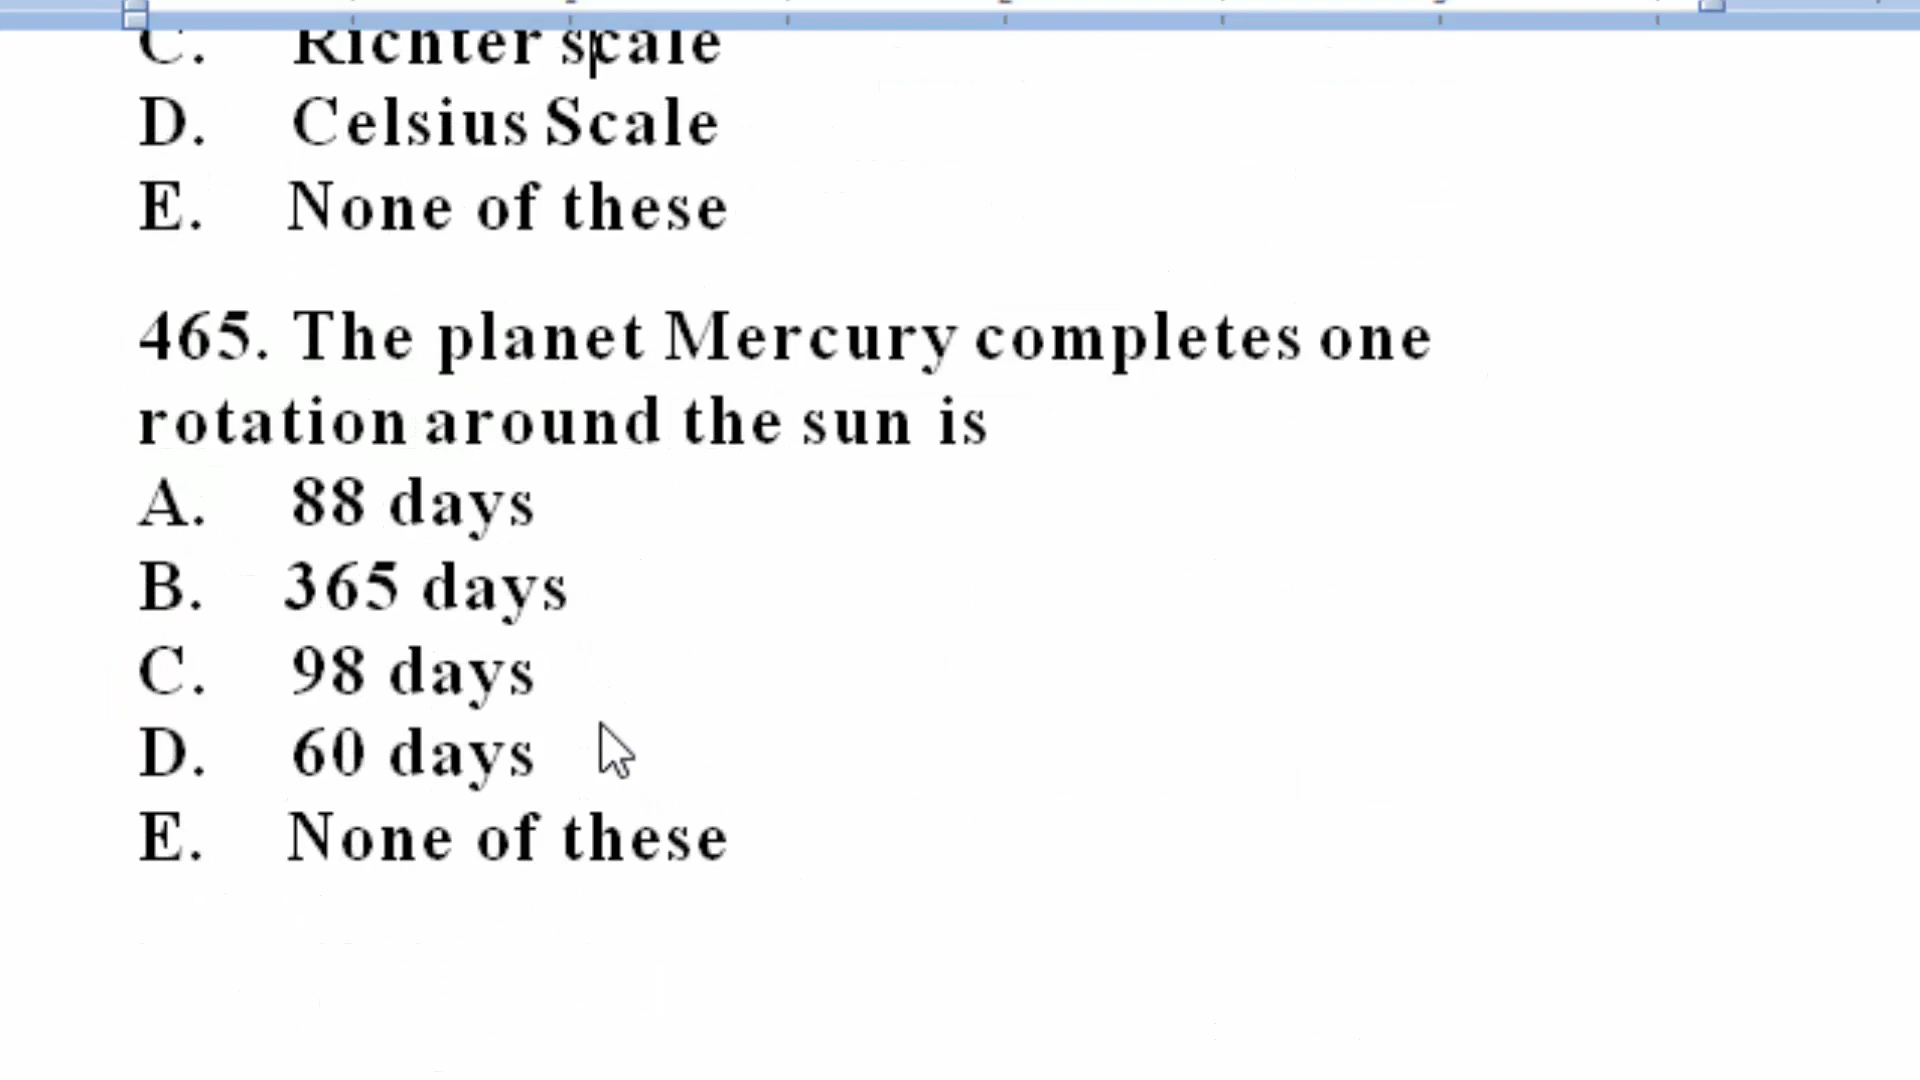 C. Richter scale
D. Celsius Scale
E. None of these
465. The planet Mercury completes one
rotation around the sun is
A. 88 days
B. 365 days
C. 98 days
D. 60 days
E. None of these